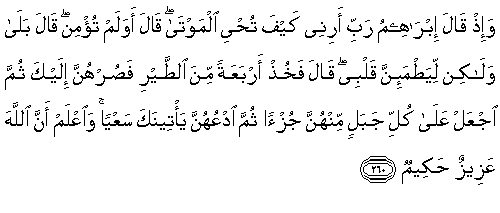 وَإِذْ قَالَ إِبْرَٰهِـۧمُ رَبِّ أَرِنِى كَيْفَ تُحْىِ ٱلْمَوْتَىٰ ۖ قَالَ أَوَلَمْ تُؤْمِن ۖ قَالَ بَلَىٰ
وَلَـٰكِن لِّيَطْمَئِنَّ قَلْبِى ۖ قَالَ فَخُذْ أَرْبَعَةً مِّنَ ٱلطَّيْرِ فَصُرْهُنَّ إِلَيْكَ ثُمَّ
ٱجْعَلْ عَلَىٰ كُلِّ جَبَلٍ مِّنْهُنَّ جُزْءًا ثُمَّ ٱدْعُهُنَّ يَأْتِينَكَ سَعْيًا ۚ وَٱعْلَمْ أَنَّ ٱللَّهَ
عَزِيزٌ حَكِيمٌ ٢٦٠